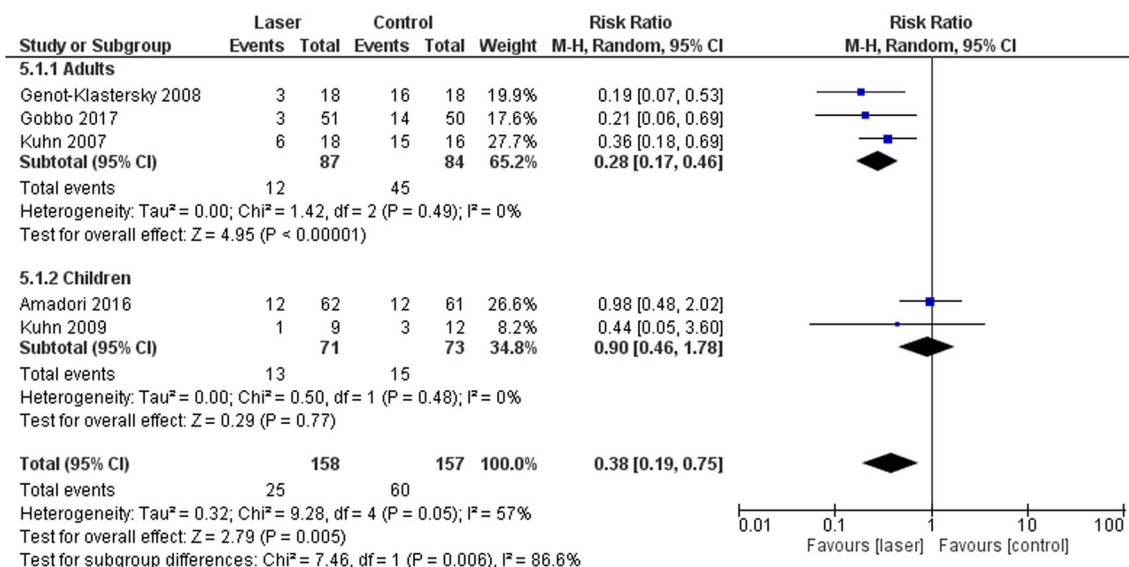 Laser Control Risk Ratio Risk Ratio
Study or Subgroup Events Total Events Total Weight M-H, Random, 95% CI M-H, Random, 95% CI
5.1.1 Adults
Genot-Klastersky 2008 3 18 16 18 19.9% 0.19 [0.07, 0.53]
Gobbo 2017 3 51 14 50 17.6% 0.21 [0.06, 0.69]
Kuhn 2007 6 18 15 16 27.7% 0.36 [0.18, 0.69]
Subtotal (95% CI) 87 84 65.2% 0.28 [0.17, 0.46]
Total events 12 45
Heterogeneity: Tau² = 0.00; Chi² = 1.42, df = 2 (P = 0.49); I² = 0%
Test for overall effect: Z = 4.95 (P < 0.00001)
5.1.2 Children
Amadori 2016 12 62 12 61 26.6% 0.98 [0.48, 2.02]
Kuhn 2009 1 9 3 12 8.2% 0.44 [0.05, 3.60]
Subtotal (95% CI) 71 73 34.8% 0.90 [0.46, 1.78]
Total events 13 15
Heterogeneity: Tau² = 0.00; Chi² = 0.50, df = 1 (P = 0.48); I² = 0%
Test for overall effect: Z = 0.29 (P = 0.77)
Total (95% CI) 158 157 100.0% 0.38 [0.19, 0.75]
Total events 25 60
Heterogeneity: Tau² = 0.32; Chi² = 9.28, df = 4 (P = 0.05); I² = 57%
Test for overall effect: Z = 2.79 (P = 0.005)
Test for subgroup differences: Chi² = 7.46, df = 1 (P = 0.006), I² = 86.6%
0.01 0.1 1 10 100
Favours [laser] Favours [control]